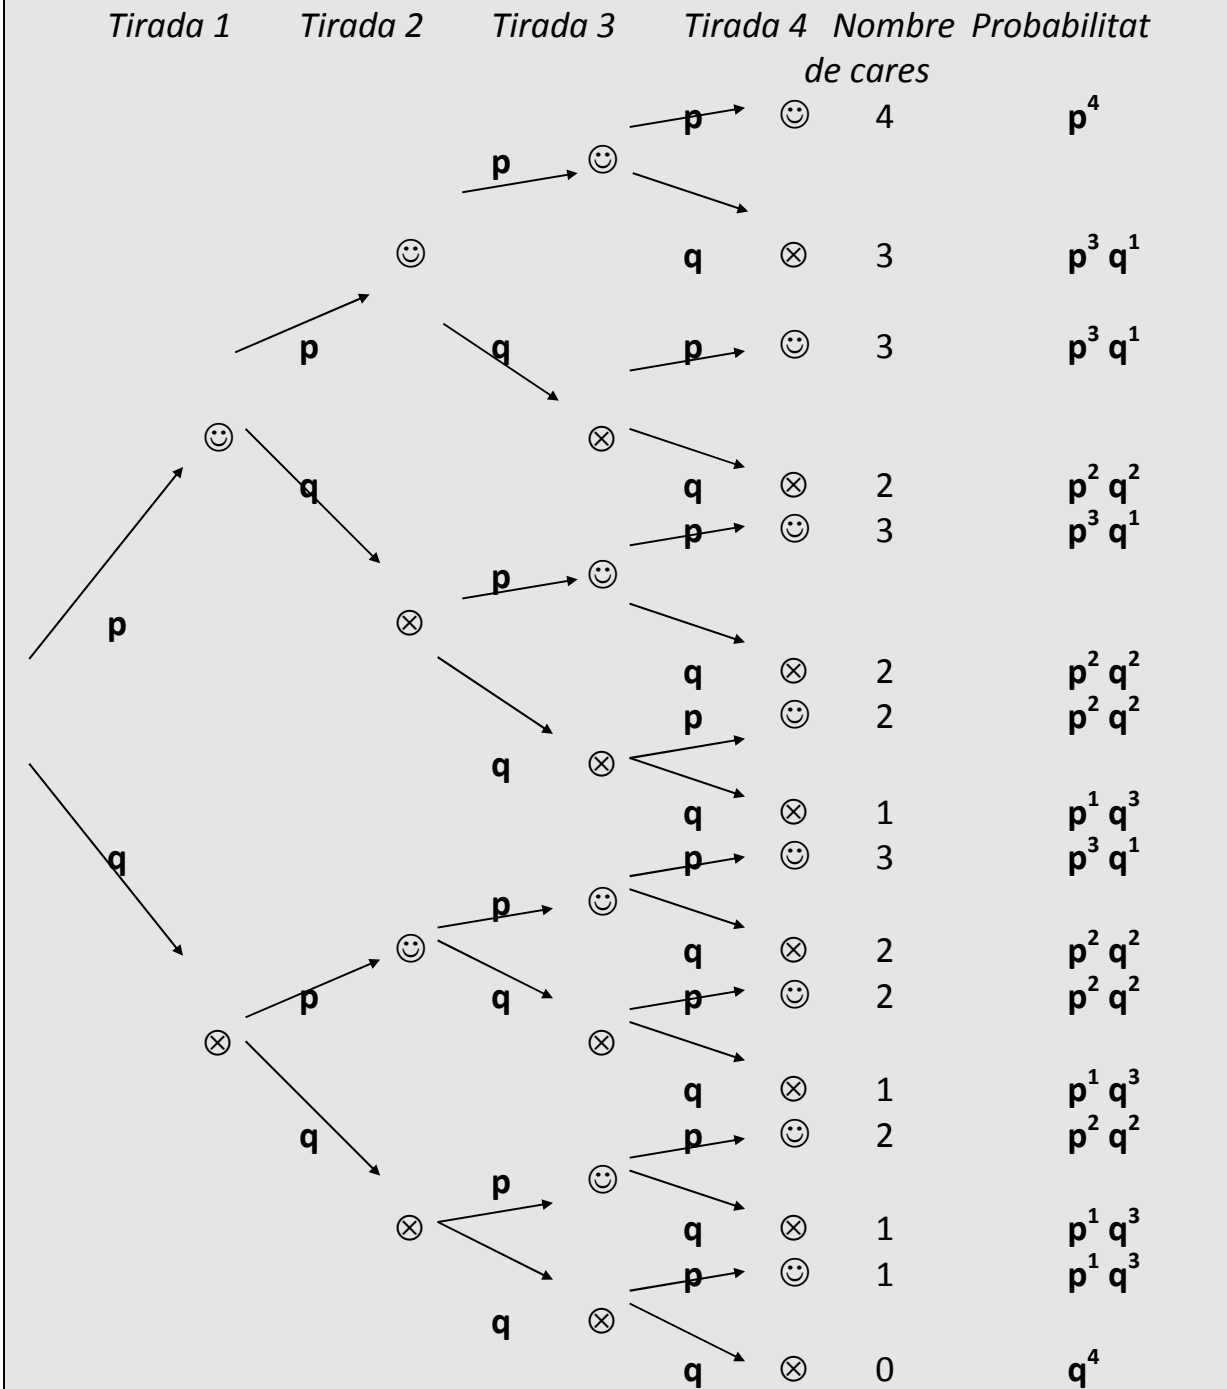 Tirada 1 Tirada 2 Tirada 3 Tirada 4 Nombre Probabilitat
de cares
p ☺ 4 p⁴
p ☺
☺ q ⊗ 3 p³ q¹
p q p ☺ 3 p³ q¹
☺ ⊗
q q ⊗ 2 p² q²
p ☺ 3 p³ q¹
p ☺
p ⊗
q ⊗ 2 p² q²
p ☺ 2 p² q²
q ⊗
q ⊗ 1 p¹ q³
q p ☺ 3 p³ q¹
p ☺
☺ q ⊗ 2 p² q²
p q p ☺ 2 p² q²
⊗ ⊗
q ⊗ 1 p¹ q³
q p ☺ 2 p² q²
p ☺
⊗ q ⊗ 1 p¹ q³
p ☺ 1 p¹ q³
q ⊗
q ⊗ 0 q⁴